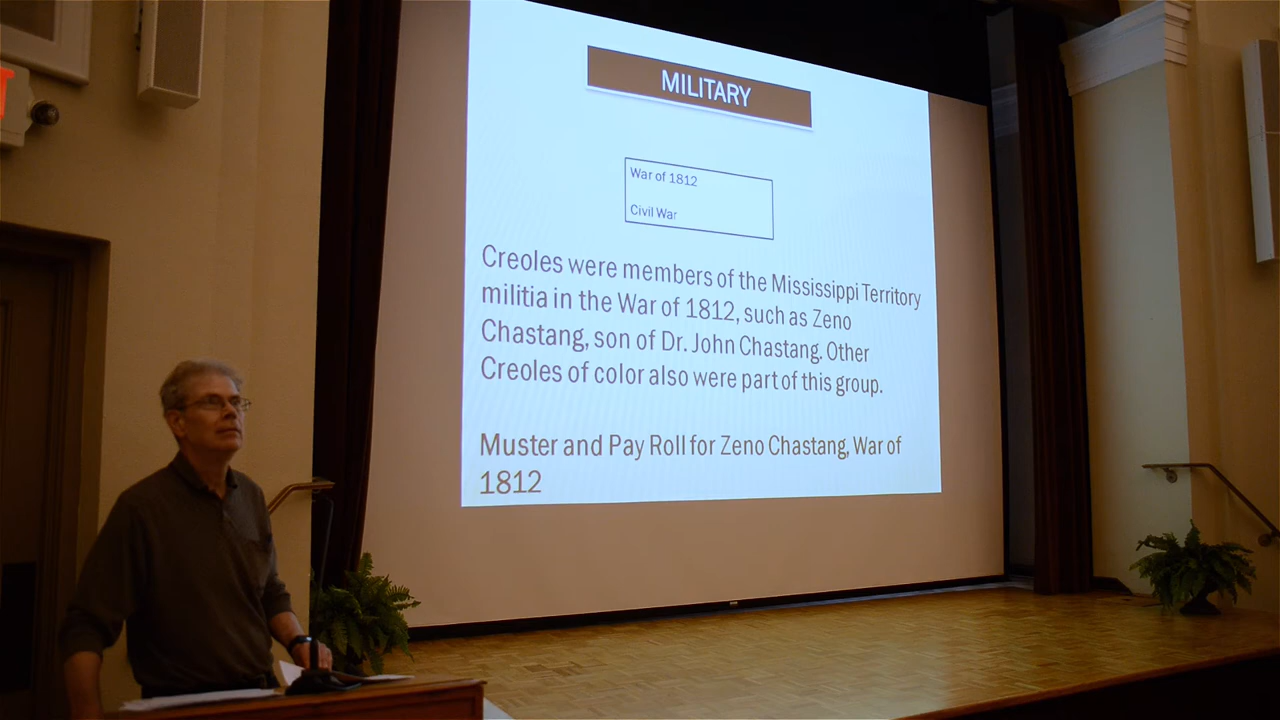 MILITARY
War of 1812
Civil War
Creoles were members of the Mississippi Territory
militia in the War of 1812, such as Zeno
Chastang, son of Dr. John Chastang. Other
Creoles of color also were part of this group.
Muster and Pay Roll for Zeno Chastang, War of
1812